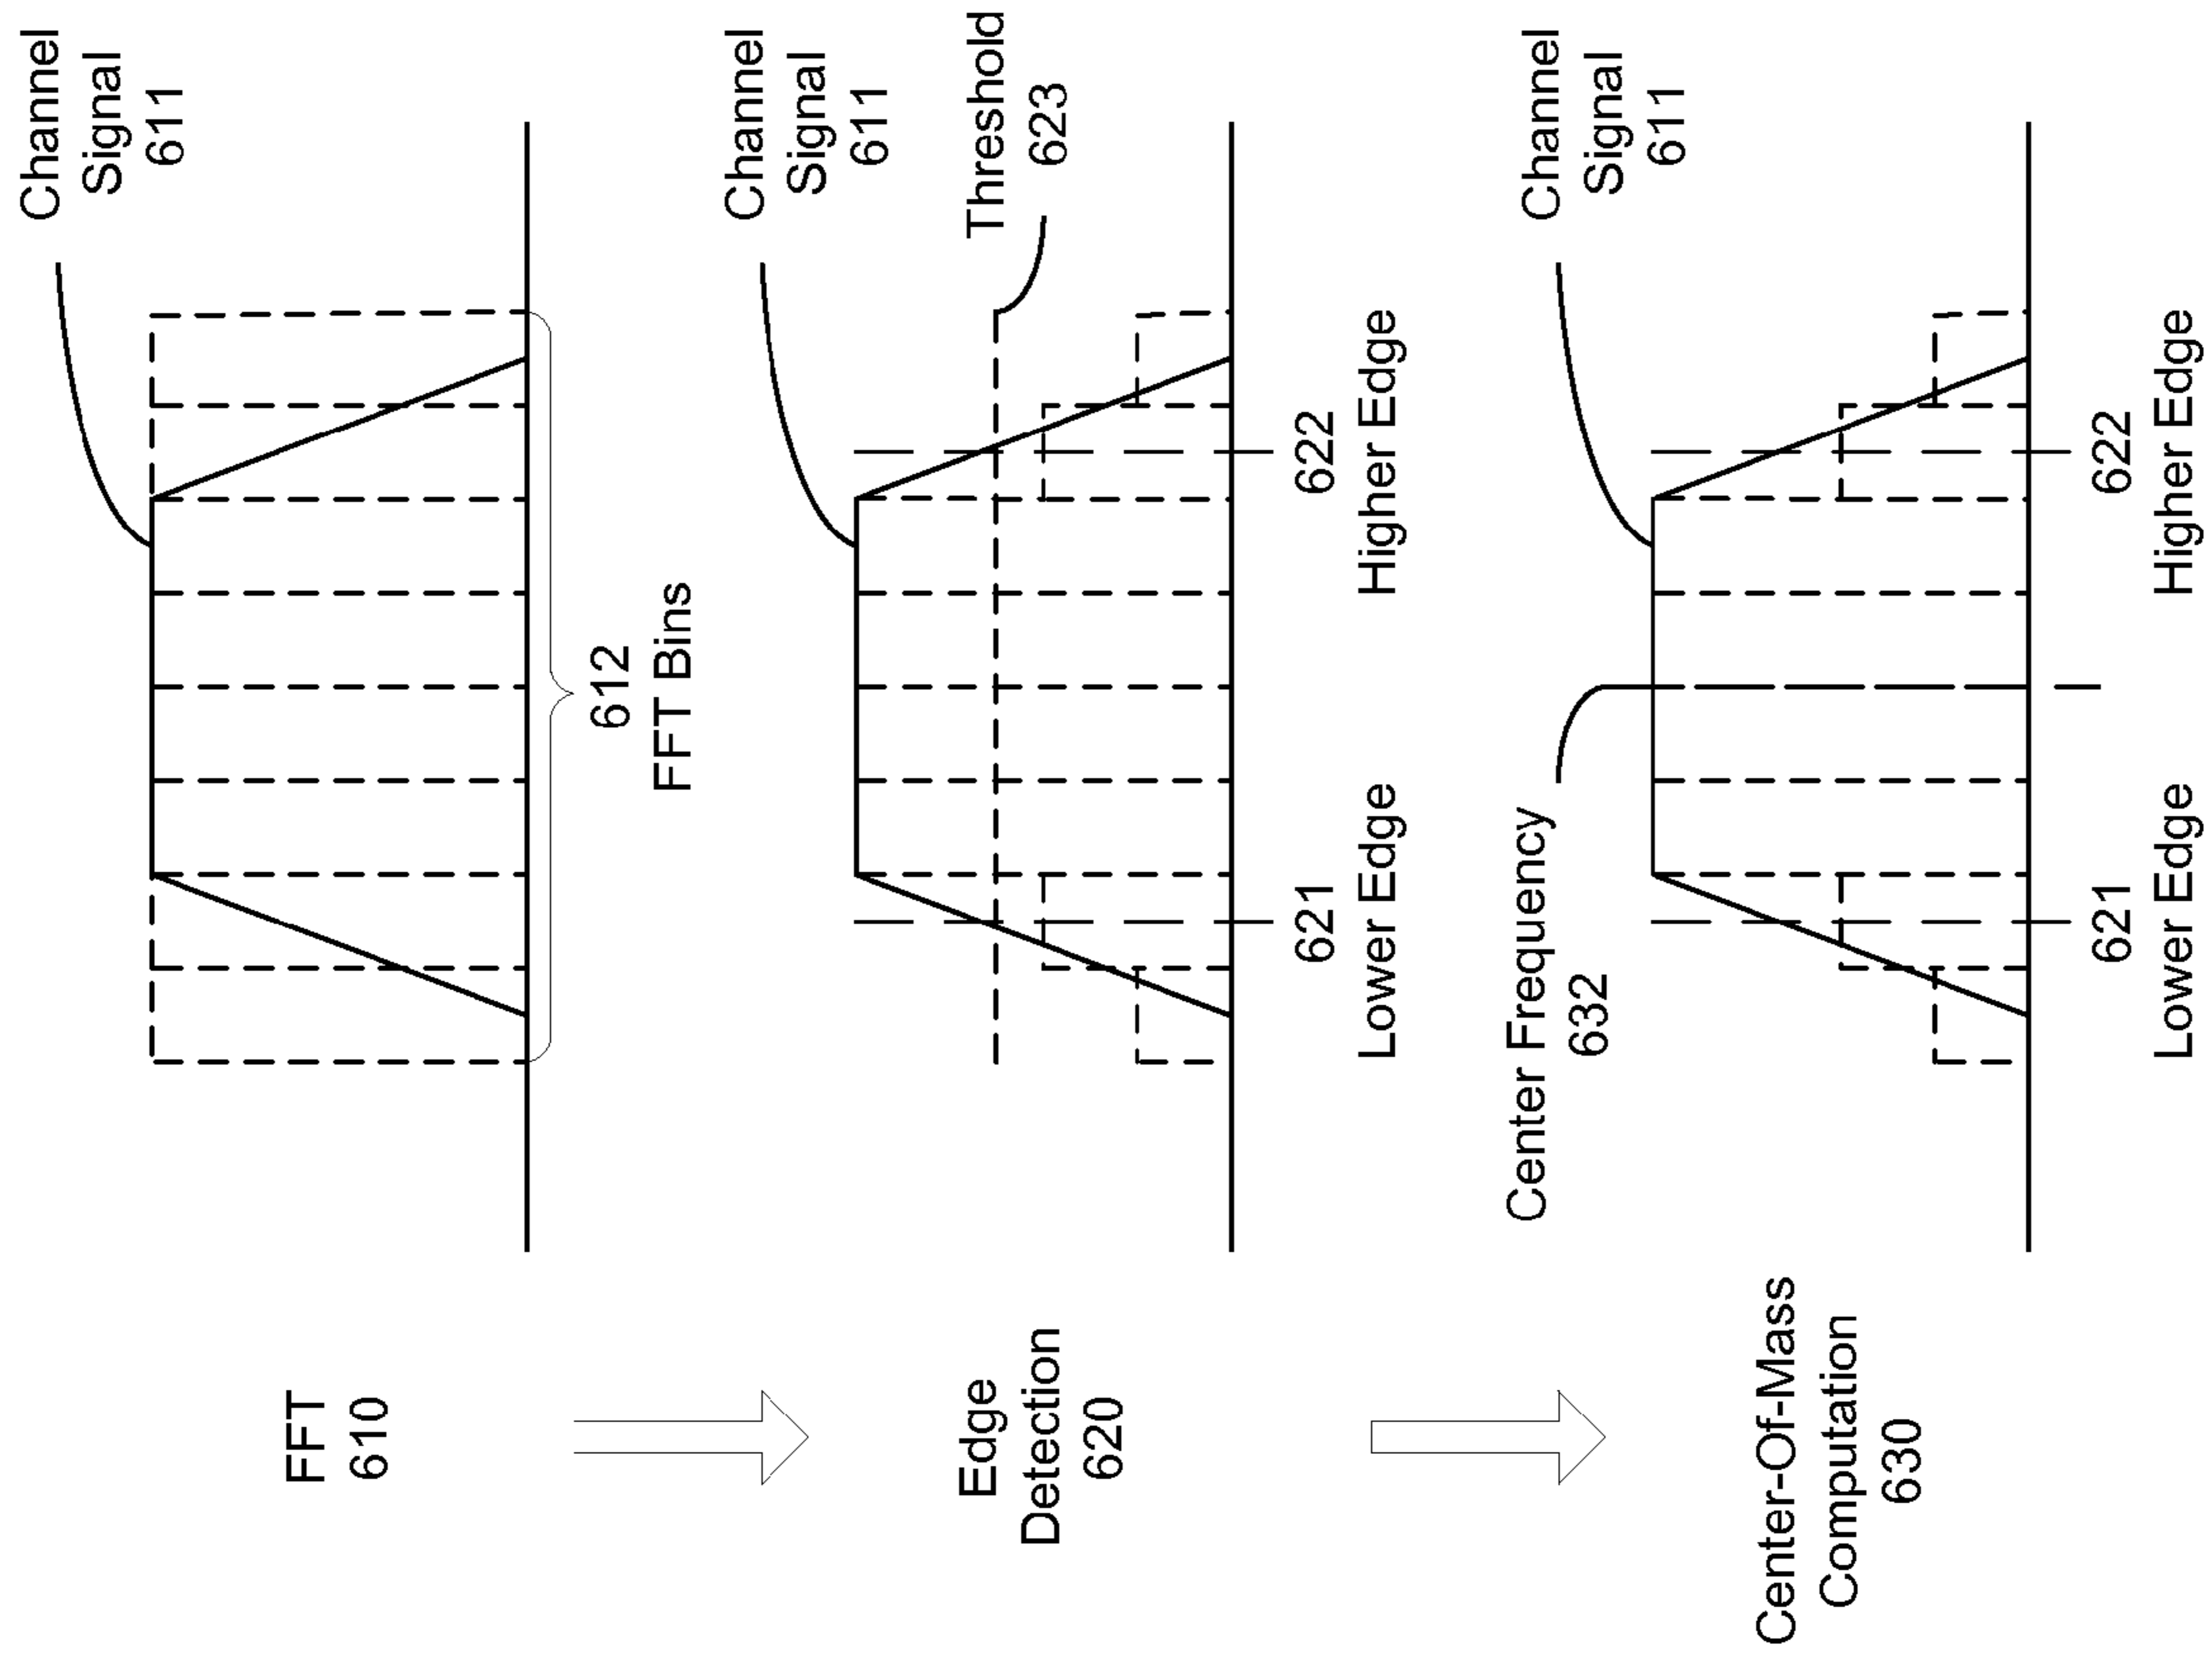 FFT
610
Channel
Signal
611
612
FFT Bins
Edge
Detection
620
Channel
Signal
611
Threshold
623
621
Lower Edge
622
Higher Edge
Center-Of-Mass
Computation
630
Center Frequency
632
Channel
Signal
611
621
Lower Edge
622
Higher Edge